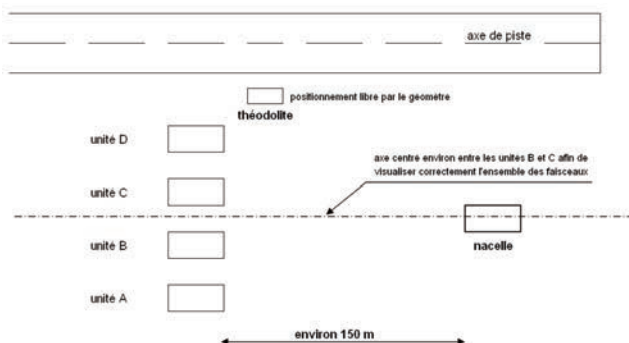 axe de piste
positionnement libre par le géomètre
théodolite
unité D
axe centré environ entre les unités B et C afin de
visualiser correctement l'ensemble des faisceaux
unité C
unité B
nacelle
unité A
environ 150 m